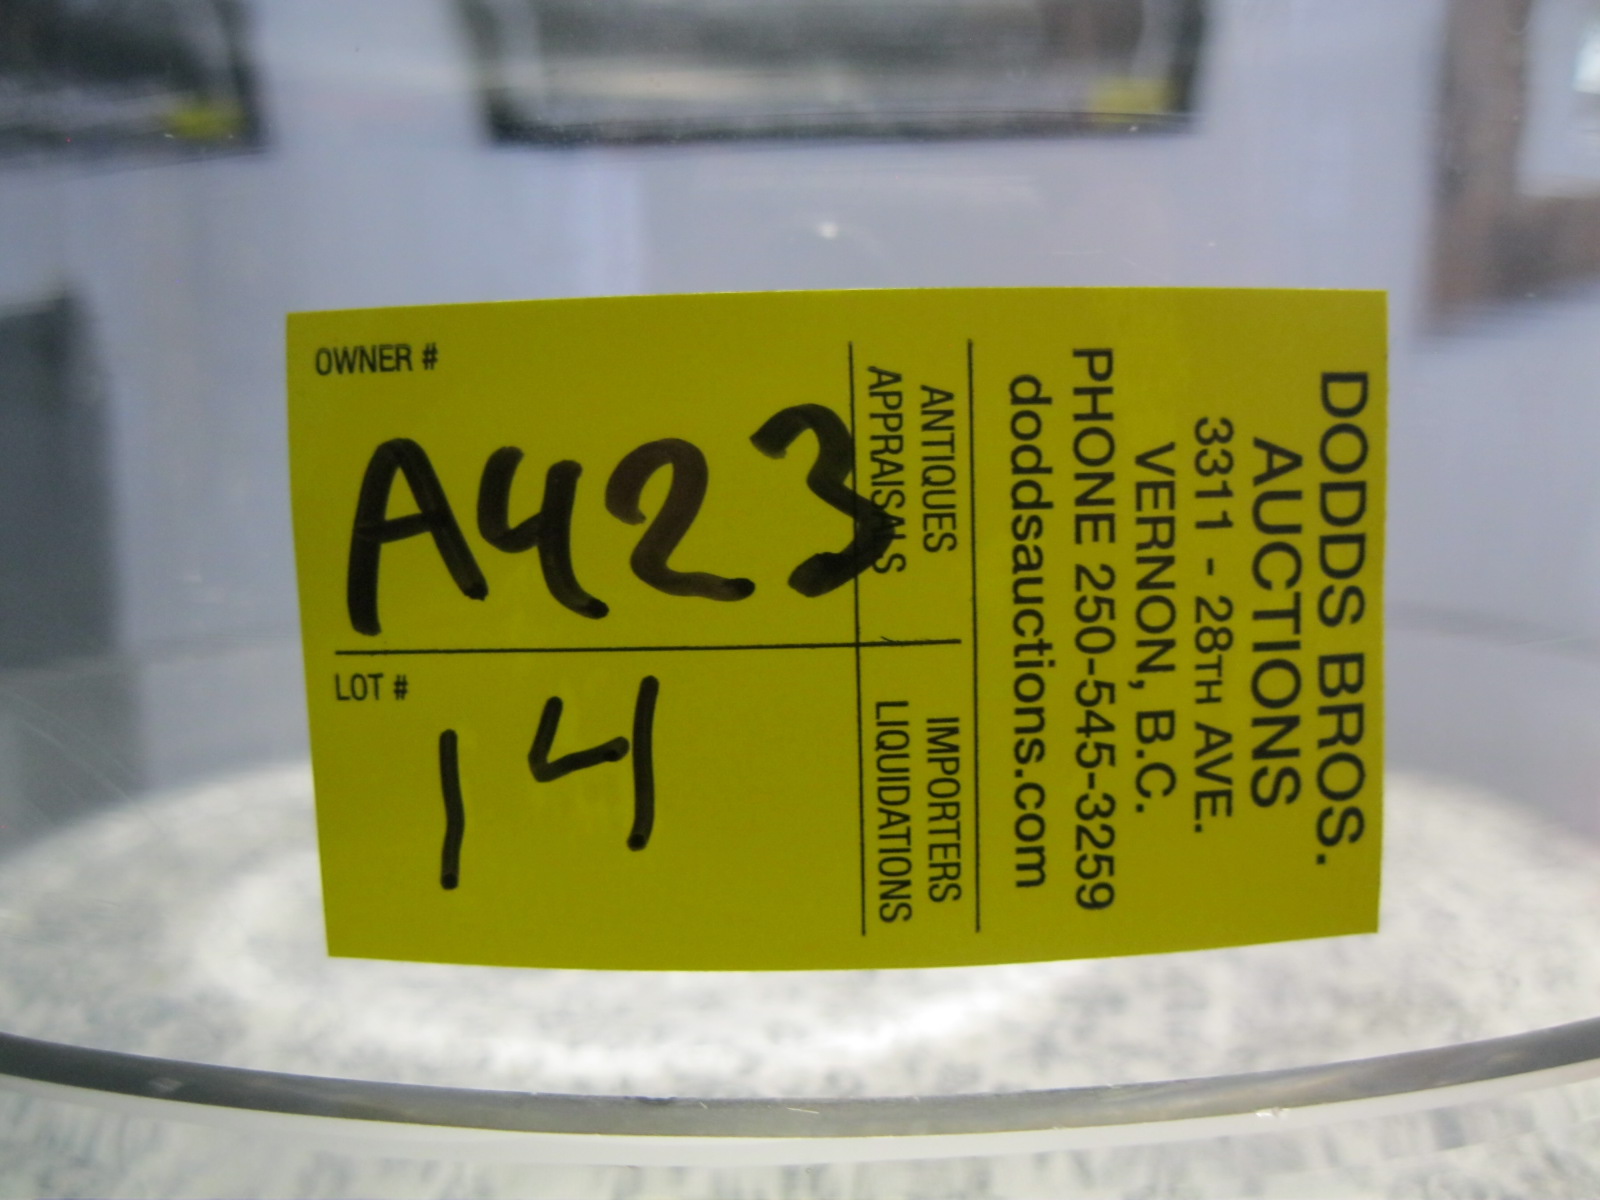 DODDS BROS.
AUCTIONS
3311 - 28TH AVE.
VERNON, B.C.
PHONE 250-545-3259
doddsauctions.com
ANTIQUES
APPRAISALS
IMPORTERS
LIQUIDATIONS
OWNER #
A423
LOT #
14